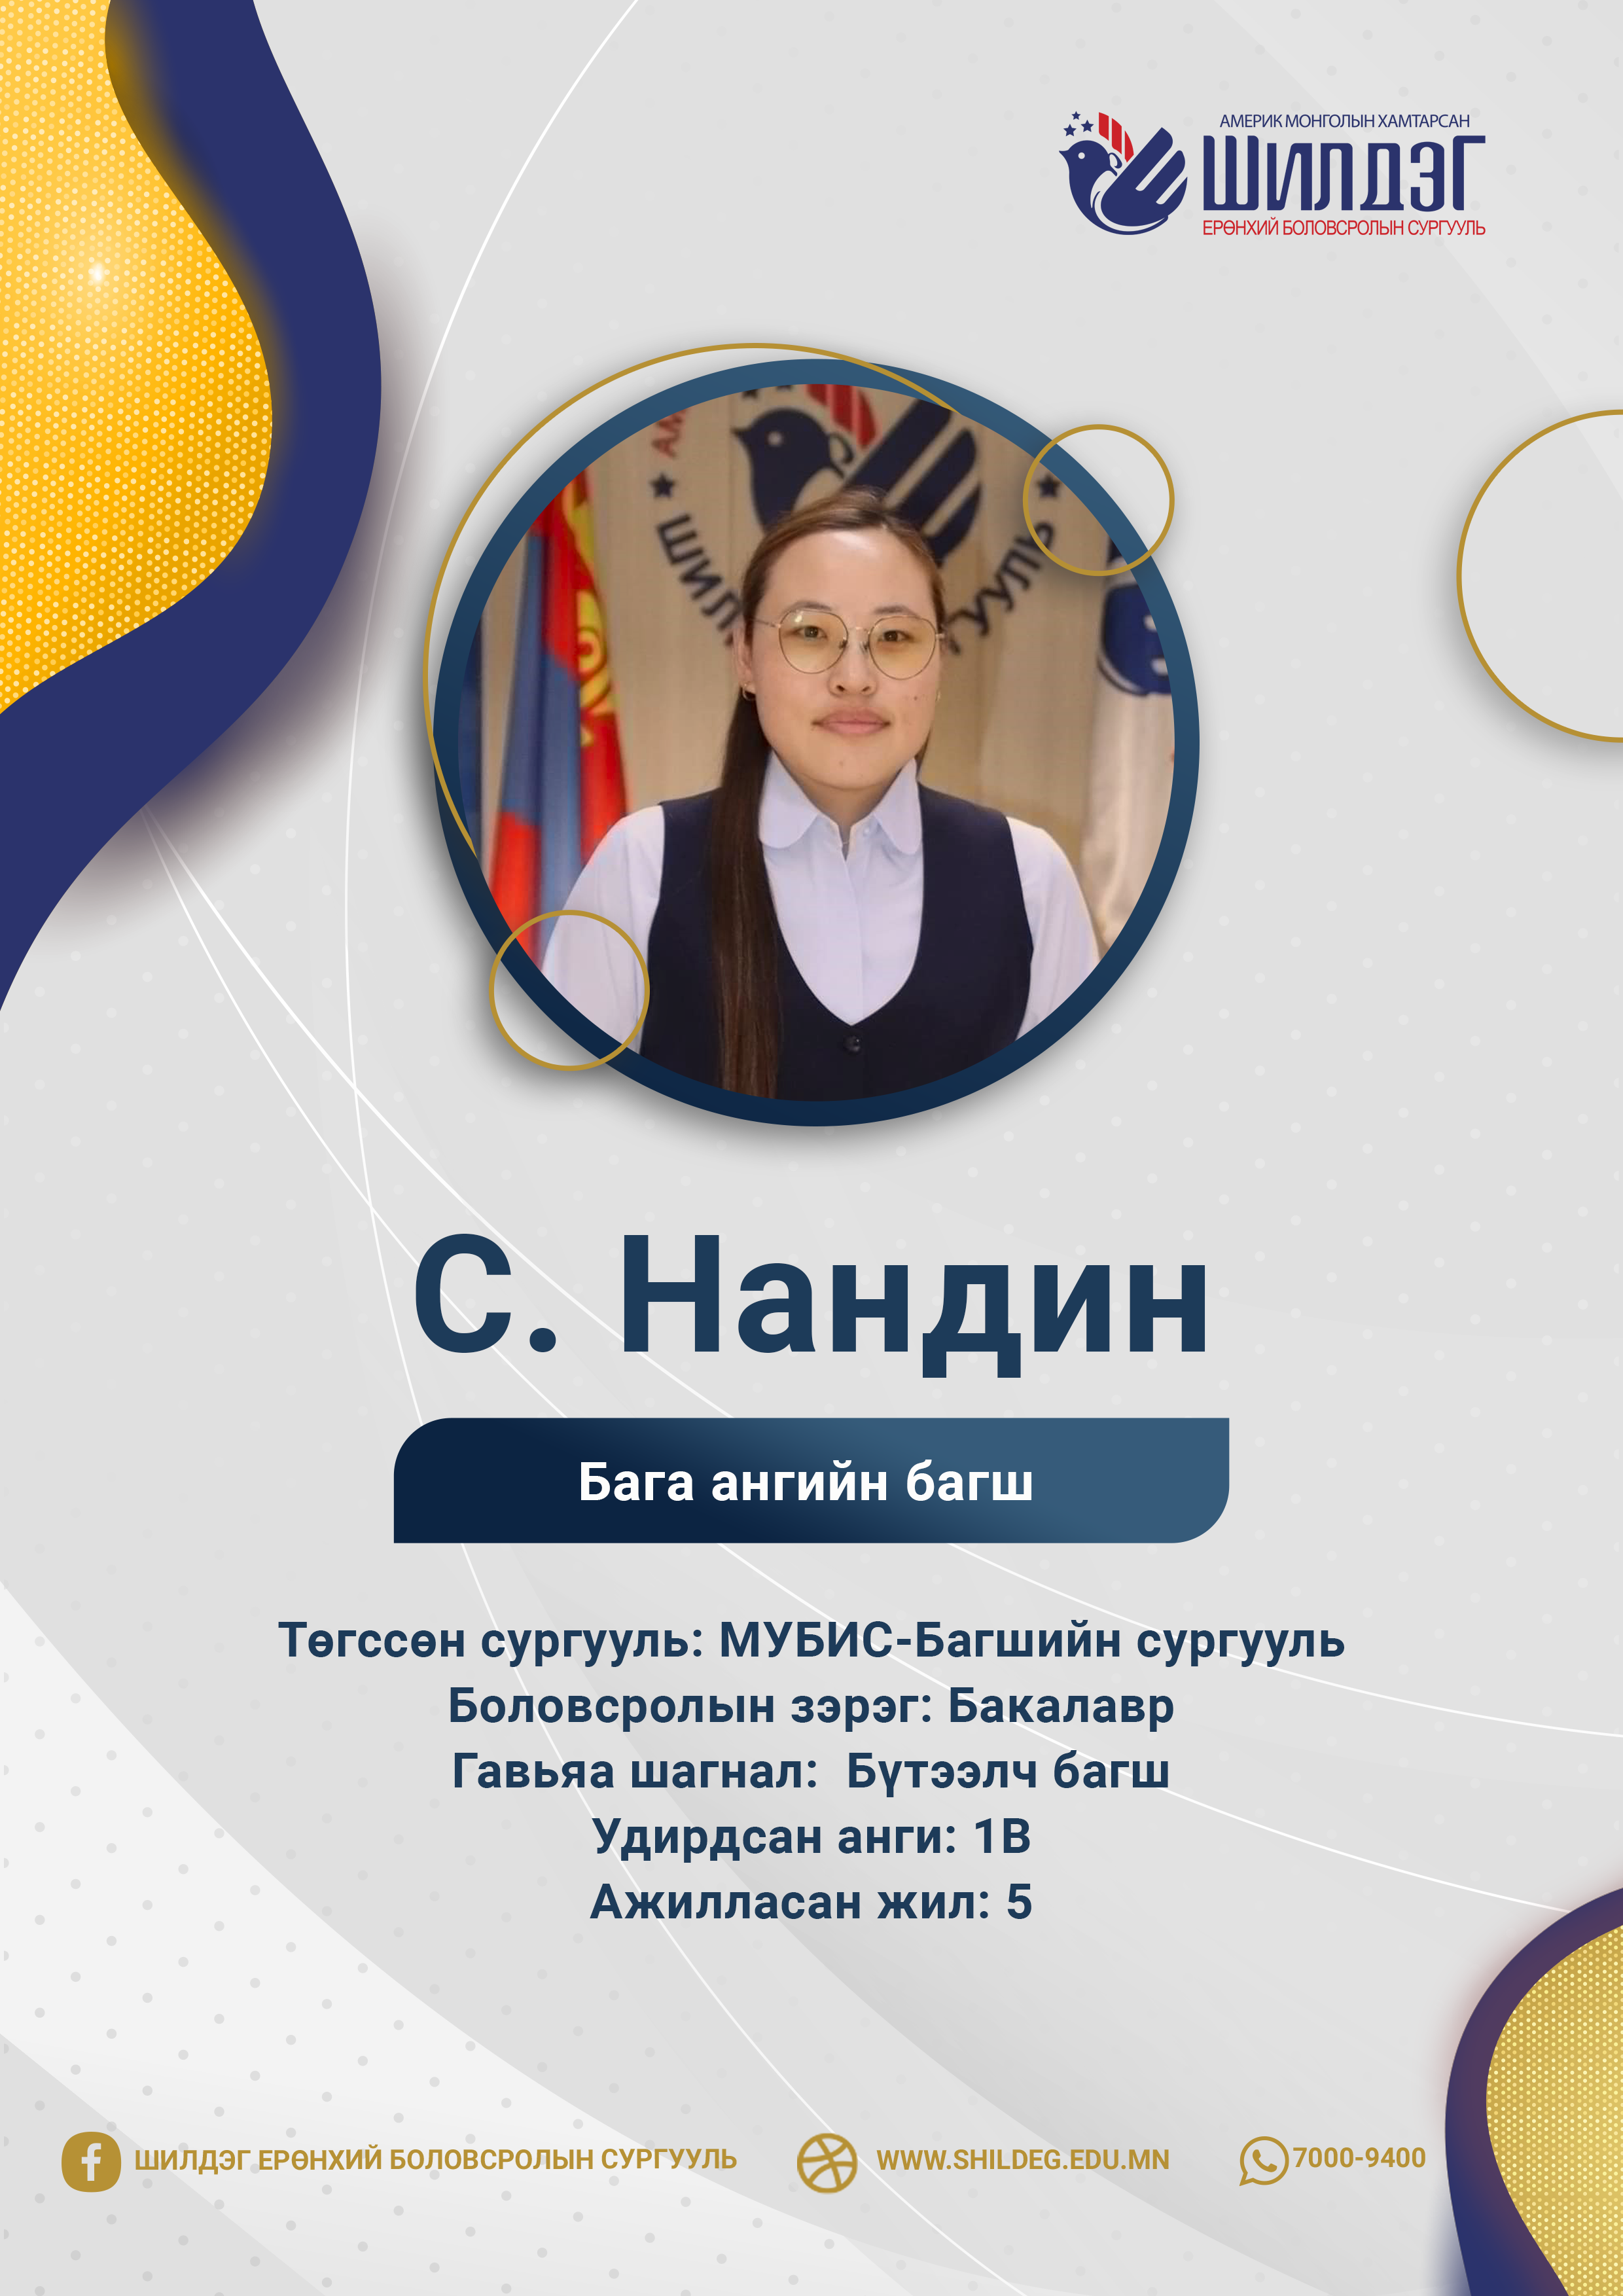 АМЕРИК МОНГОЛЫН ХАМТАРСАН
ШИЛДЭГ
ЕРӨНХИЙ БОЛОВСРОЛЫН СУРГУУЛЬ
С. Нандин
Бага ангийн багш
Төгссөн сургууль: МУБИС-Багшийн сургууль
Боловсролын зэрэг: Бакалавр
Гавьяа шагнал: Бүтээлч багш
Удирдсан анги: 1В
Ажилласан жил: 5
ШИЛДЭГ ЕРӨНХИЙ БОЛОВСРОЛЫН СУРГУУЛЬ
WWW.SHILDEG.EDU.MN
7000-9400